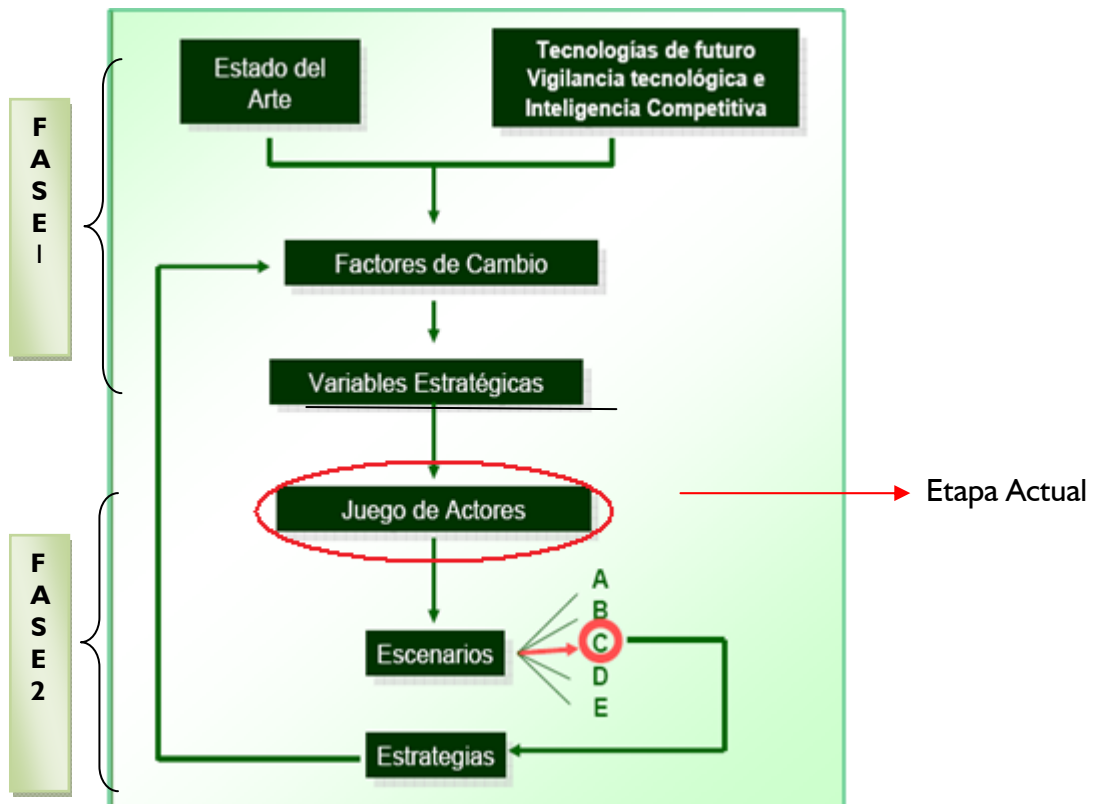 Estado del
Arte
Tecnologías de futuro
Vigilancia tecnológica e
Inteligencia Competitiva
F
A
S
E
I
Factores de Cambio
Variables Estratégicas
Juego de Actores
Etapa Actual
F
A
S
E
2
A
B
C
D
E
Escenarios
Estrategias